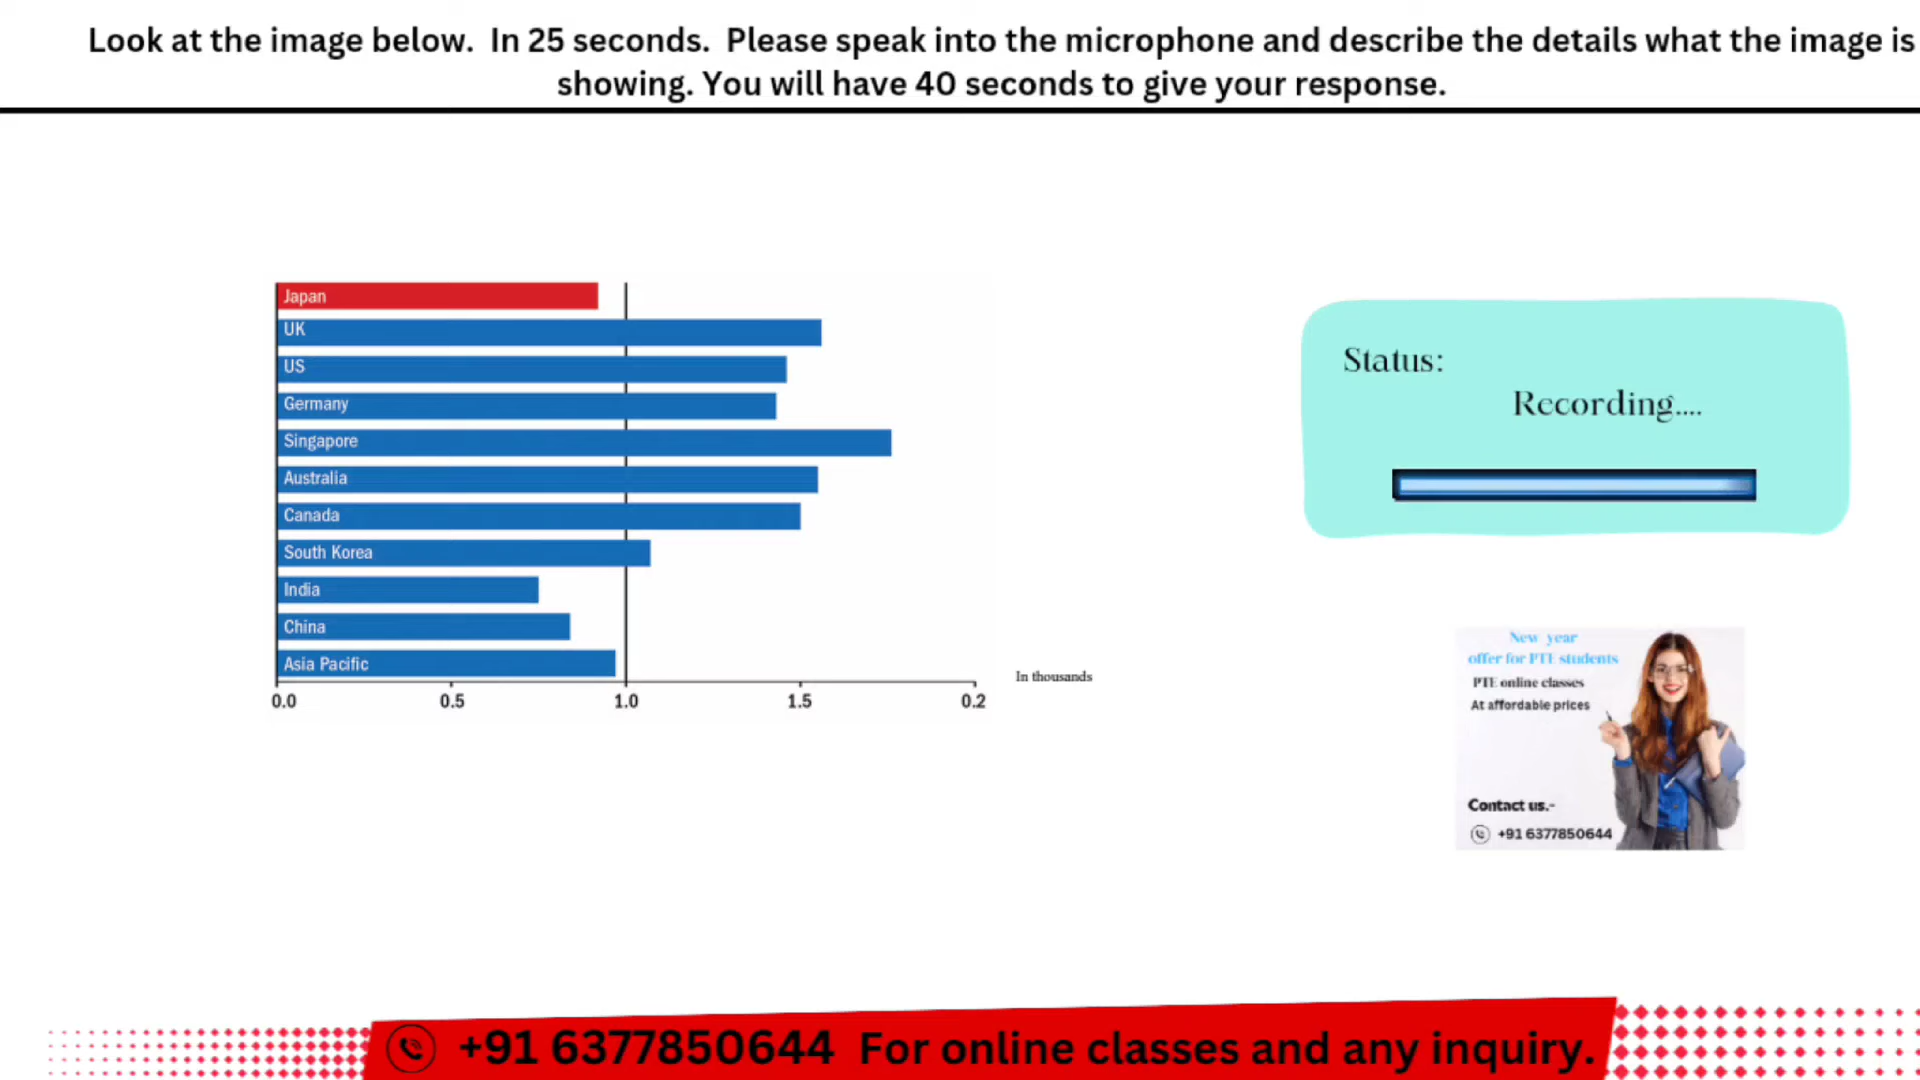 Look at the image below. In 25 seconds. Please speak into the microphone and describe the details what the image is
showing. You will have 40 seconds to give your response.
Japan
UK
US
Germany
Singapore
Australia
Canada
South Korea
India
China
Asia Pacific
0.0 0.5 1.0 1.5 0.2
In thousands
Status:
Recording....
New year
offer for PTE students
PTE online classes
At affordable prices
Contact us.-
+91 6377850644
+91 6377850644 For online classes and any inquiry.